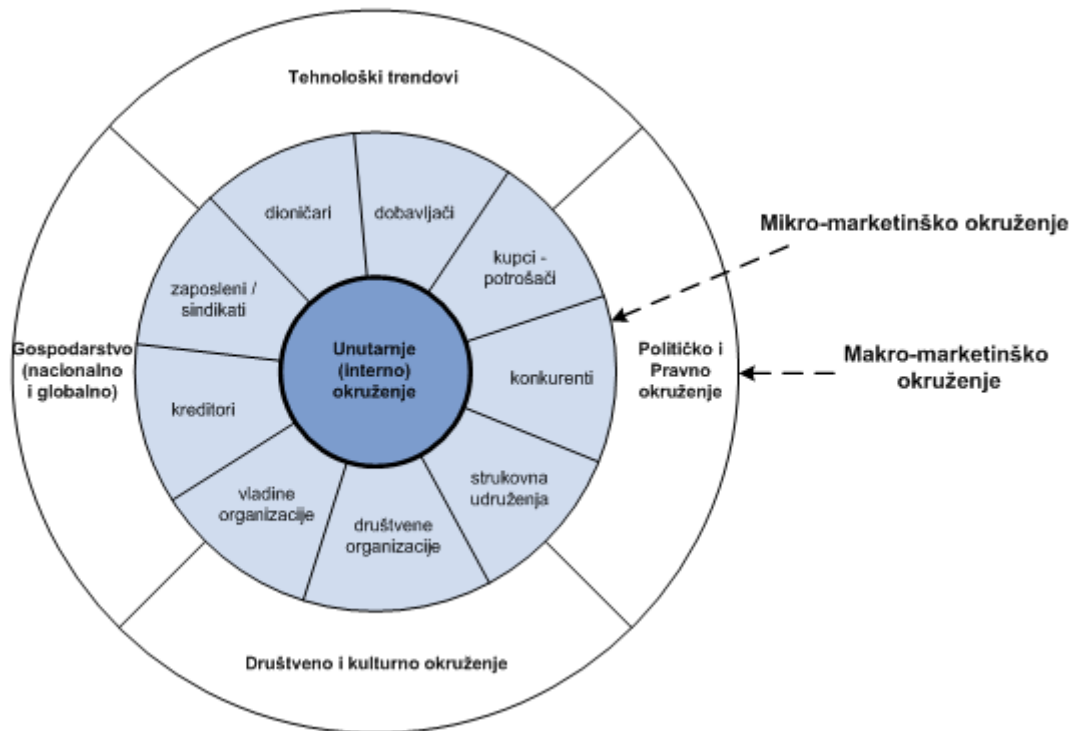 Tehnološki trendovi
dioničari
dobavljači
kupci -
potrošači
zaposleni /
sindikati
Unutarnje
(interno)
okruženje
konkurenti
kreditori
vladine
organizacije
društvene
organizacije
strukovna
udruženja
Gospodarstvo
(nacionalno
i globalno)
Političko i
Pravno
okruženje
Društveno i kulturno okruženje
Mikro-marketinško okruženje
Makro-marketinško
okruženje